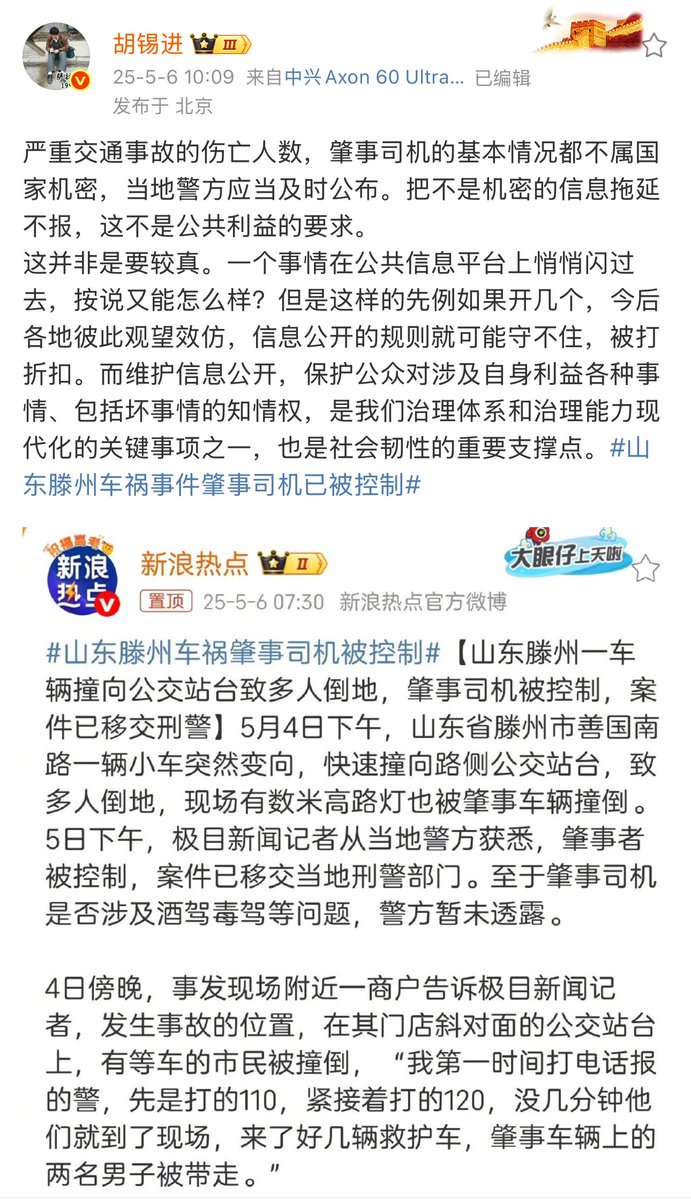 胡锡进 III
25-5-6 10:09 来自中兴Axon 60 Ultra... 已编辑
发布于 北京
严重交通事故的伤亡人数，肇事司机的基本情况都不属国
家机密，当地警方应当及时公布。把不是机密的信息拖延
不报，这不是公共利益的要求。
这并非是要较真。一个事情在公共信息平台上悄悄闪过
去，按说又能怎么样？但是这样的先例如果开几个，今后
各地彼此观望效仿，信息公开的规则就可能守不住，被打
折扣。而维护信息公开，保护公众对涉及自身利益各种事
情、包括坏事情的知情权，是我们治理体系和治理能力现
代化的关键事项之一，也是社会韧性的重要支撑点。#山
东滕州车祸事件肇事司机已被控制#
祝福高考
新浪
热点
新浪热点 II
大眼仔上天啦
置顶 25-5-6 07:30 新浪热点官方微博
#山东滕州车祸肇事司机被控制#【山东滕州一车
辆撞向公交站台致多人倒地，肇事司机被控制，案
件已移交刑警】5月4日下午，山东省滕州市善国南
路一辆小车突然变向，快速撞向路侧公交站台，致
多人倒地，现场有数米高路灯也被肇事车辆撞倒。
5日下午，极目新闻记者从当地警方获悉，肇事者
被控制，案件已移交当地刑警部门。至于肇事司机
是否涉及酒驾毒驾等问题，警方暂未透露。
4日傍晚，事发现场附近一商户告诉极目新闻记
者，发生事故的位置，在其门店斜对面的公交站台
上，有等车的市民被撞倒，“我第一时间打电话报
的警，先是打的110，紧接着打的120，没几分钟他
们就到了现场，来了好几辆救护车，肇事车辆上的
两名男子被带走。”